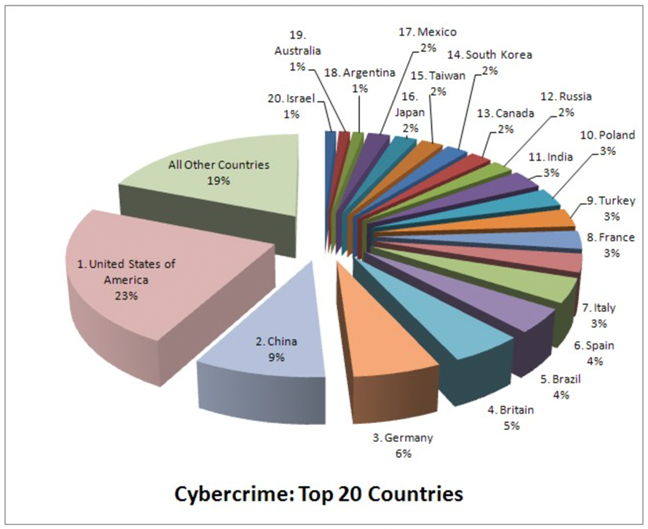 19.
Australia
1%
17. Mexico
2%
14. South Korea
2%
18. Argentina
1%
15. Taiwan
2%
20. Israel
1%
16.
Japan
2%
13. Canada
2%
12. Russia
2%
10. Poland
3%
11. India
3%
9. Turkey
3%
8. France
3%
7. Italy
3%
6. Spain
4%
5. Brazil
4%
4. Britain
5%
3. Germany
6%
2. China
9%
1. United States of
America
23%
All Other Countries
19%
Cybercrime: Top 20 Countries